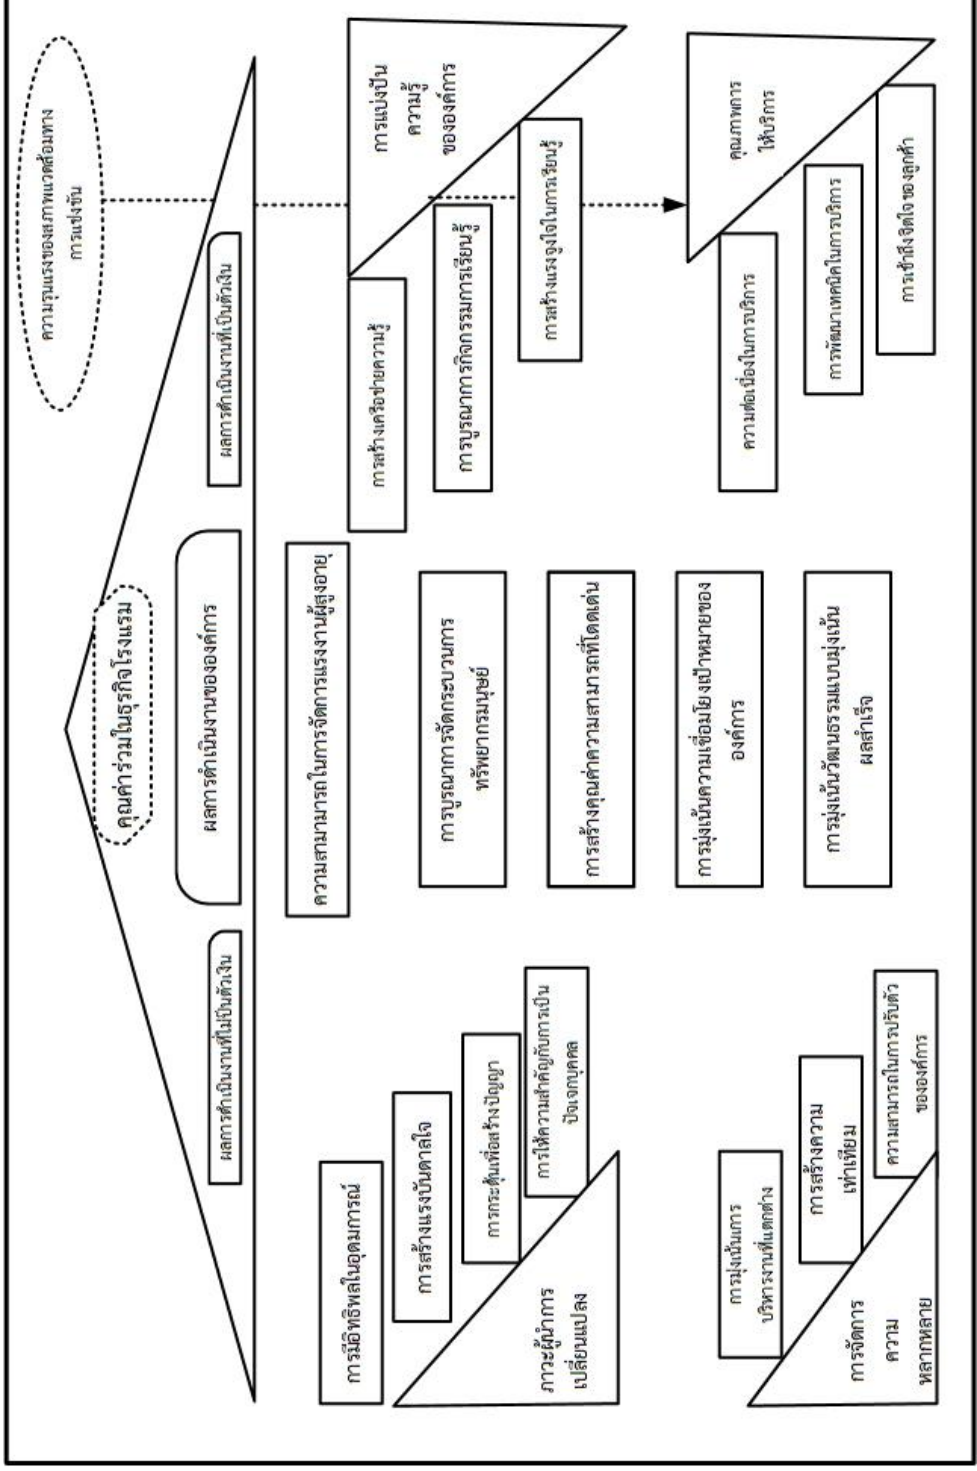 ความรุนแรงของสภาพแวดล้อมทาง
การแข่งขัน
คุณค่าร่วมในธุรกิจโรงแรม
ผลการดำเนินงานที่ไม่เป็นตัวเงิน
ผลการดำเนินงานขององค์การ
ผลการดำเนินงานที่เป็นตัวเงิน
ความสามามารถในการจัดการแรงงานผู้สูงอายุ
การมีอิทธิพลในอุดมการณ์
การสร้างแรงบันดาลใจ
การกระตุ้นเพื่อสร้างปัญญา
การให้ความสำคัญกับการเป็น
ปัจเจกบุคคล
ภาวะผู้นำการ
เปลี่ยนแปลง
การบูรณาการจัดกระบวนการ
ทรัพยากรมนุษย์
การสร้างคุณค่าความสามารถที่โดดเด่น
การแบ่งปัน
ความรู้
ขององค์การ
การสร้างเครือข่ายความรู้
การบูรณาการกิจกรรมการเรียนรู้
การสร้างแรงจูงใจในการเรียนรู้
การมุ่งเน้นการ
บริหารงานที่แตกต่าง
การสร้างความ
เท่าเทียม
ความสามารถในการปรับตัว
ขององค์การ
การจัดการ
ความ
หลากหลาย
การมุ่งเน้นความเชื่อมโยงเป้าหมายของ
องค์การ
การมุ่งเน้นวัฒนธรรมแบบมุ่งเน้น
ผลสำเร็จ
คุณภาพการ
ให้บริการ
ความต่อเนื่องในการบริการ
การพัฒนาเทคนิคในการบริการ
การเข้าถึงจิตใจของลูกค้า